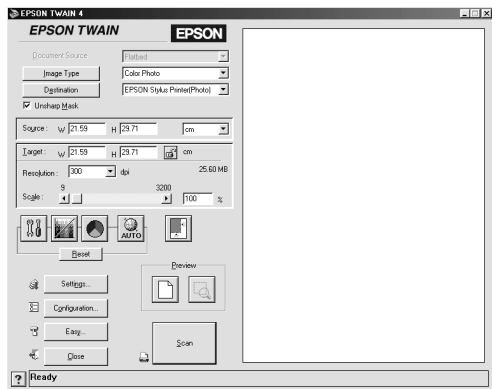 EPSON TWAIN 4
EPSON TWAIN
EPSON
Document Source
Flatbed
Image Type
Color Photo
Destination
EPSON Stylus Printer(Photo)
Unsharp Mask
Source : W 21.59 H 29.71 cm
Target : W 21.59 H 29.71 cm
Resolution : 300 dpi 25.60 MB
9 3200
Scale : 100 %
AUTO
Reset
Preview
Settings...
Configuration...
Easy...
Close
Scan
? Ready